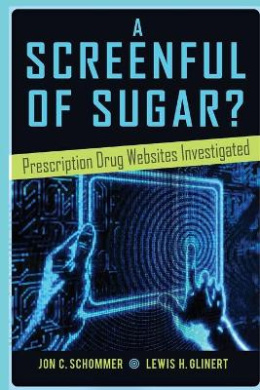 A
SCREENFUL
OF SUGAR?
Prescription Drug Websites Investigated
JON C. SCHOMMER LEWIS H. GLINERT